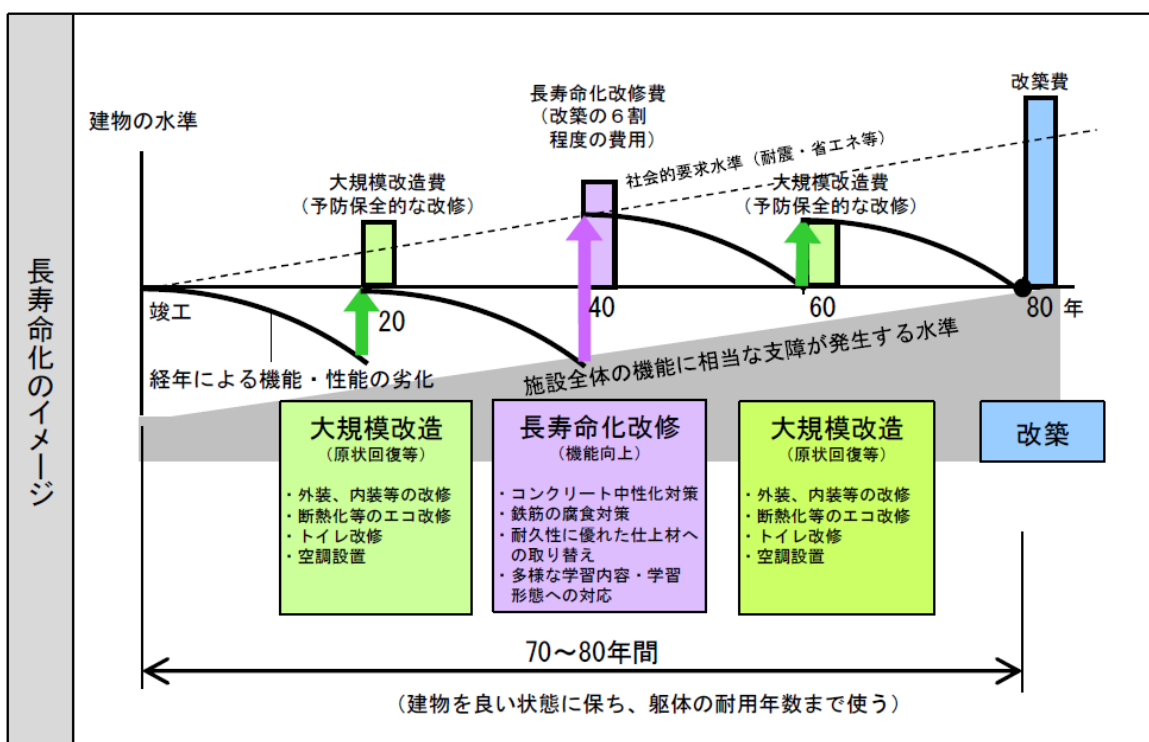 長寿命化のイメージ
建物の水準
改築費
長寿命化改修費
（改築の６割
程度の費用）
社会的要求水準（耐震・省エネ等）
大規模改造費
（予防保全的な改修）
大規模改造費
（予防保全的な改修）
竣工
20
40
60
80 年
経年による機能・性能の劣化
施設全体の機能に相当な支障が発生する水準
大規模改造
（原状回復等）
・外装、内装等の改修
・断熱化等のエコ改修
・トイレ改修
・空調設置
長寿命化改修
（機能向上）
・コンクリート中性化対策
・鉄筋の腐食対策
・耐久性に優れた仕上材へ
の取り替え
・多様な学習内容・学習
形態への対応
大規模改造
（原状回復等）
・外装、内装等の改修
・断熱化等のエコ改修
・トイレ改修
・空調設置
改築
70～80年間
（建物を良い状態に保ち、躯体の耐用年数まで使う）